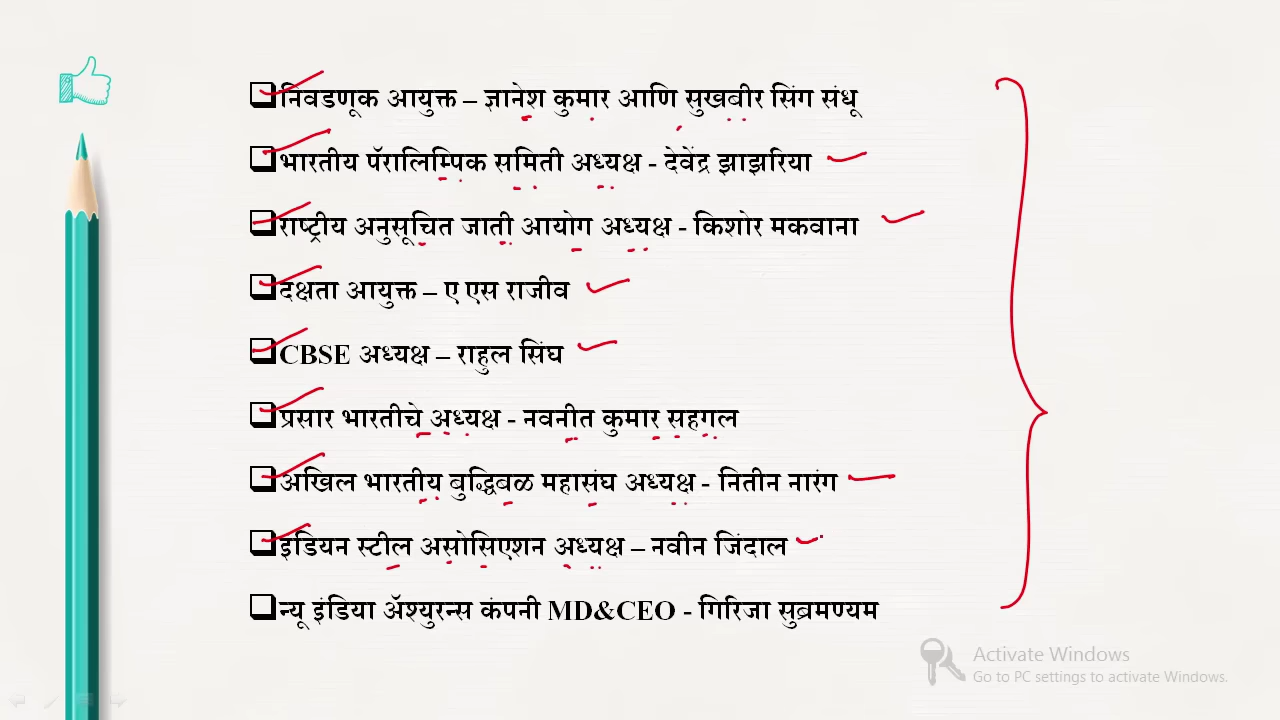 निवडणूक आयुक्त – ज्ञानेश कुमार आणि सुखबीर सिंग संधू
भारतीय पॅरालिम्पिक समिती अध्यक्ष - देवेंद्र झाझरिया
राष्ट्रीय अनुसूचित जाती आयोग अध्यक्ष - किशोर मकवाना
दक्षता आयुक्त – ए एस राजीव
CBSE अध्यक्ष – राहुल सिंघ
प्रसार भारतीचे अध्यक्ष - नवनीत कुमार सहगल
अखिल भारतीय बुद्धिबळ महासंघ अध्यक्ष - नितीन नारंग
इंडियन स्टील असोसिएशन अध्यक्ष – नवीन जिंदाल
न्यू इंडिया ॲश्युरन्स कंपनी MD&CEO - गिरिजा सुब्रमण्यम
Activate Windows
Go to PC settings to activate Windows.